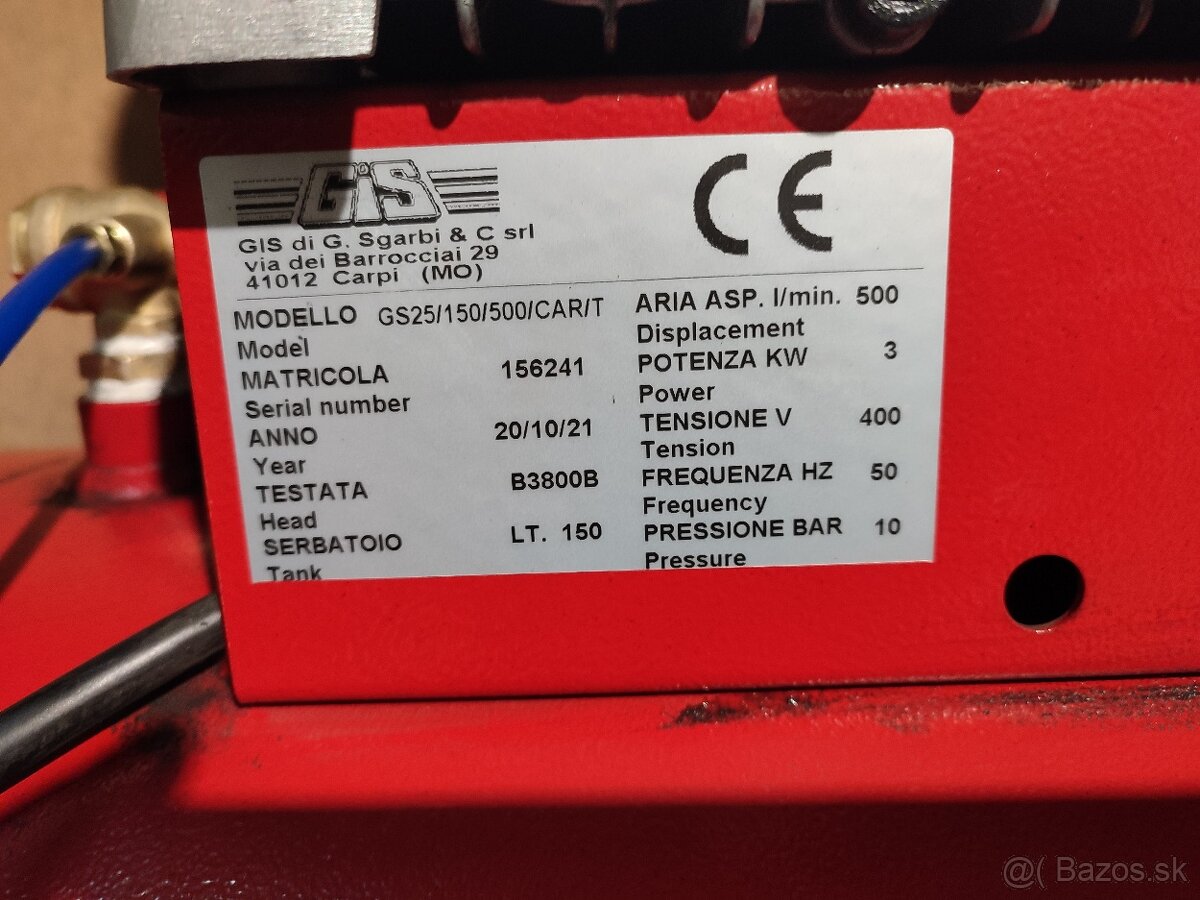 GiS
CE
GIS di G. Sgarbi & C srl
via dei Barrocciai 29
41012 Carpi (MO)
MODELLO GS25/150/500/CAR/T
Model
MATRICOLA 156241
Serial number
ANNO 20/10/21
Year
TESTATA B3800B
Head
SERBATOIO LT. 150
Tank
ARIA ASP. l/min. 500
Displacement
POTENZA KW 3
Power
TENSIONE V 400
Tension
FREQUENZA HZ 50
Frequency
PRESSIONE BAR 10
Pressure
@( Bazos.sk